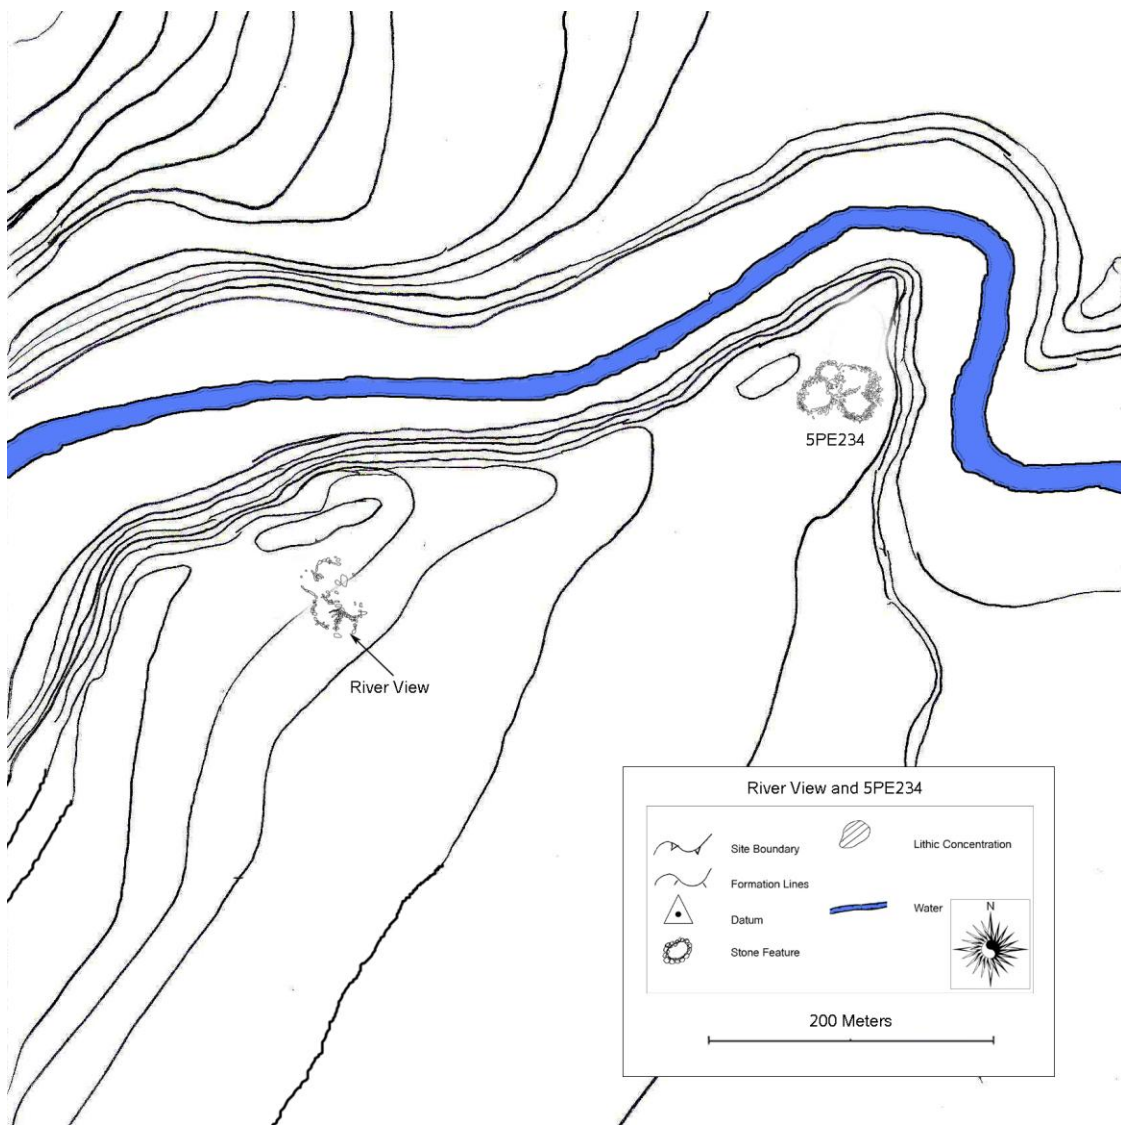 5PE234
River View
River View and 5PE234
Site Boundary
Lithic Concentration
Formation Lines
Datum
Water
N
Stone Feature
200 Meters